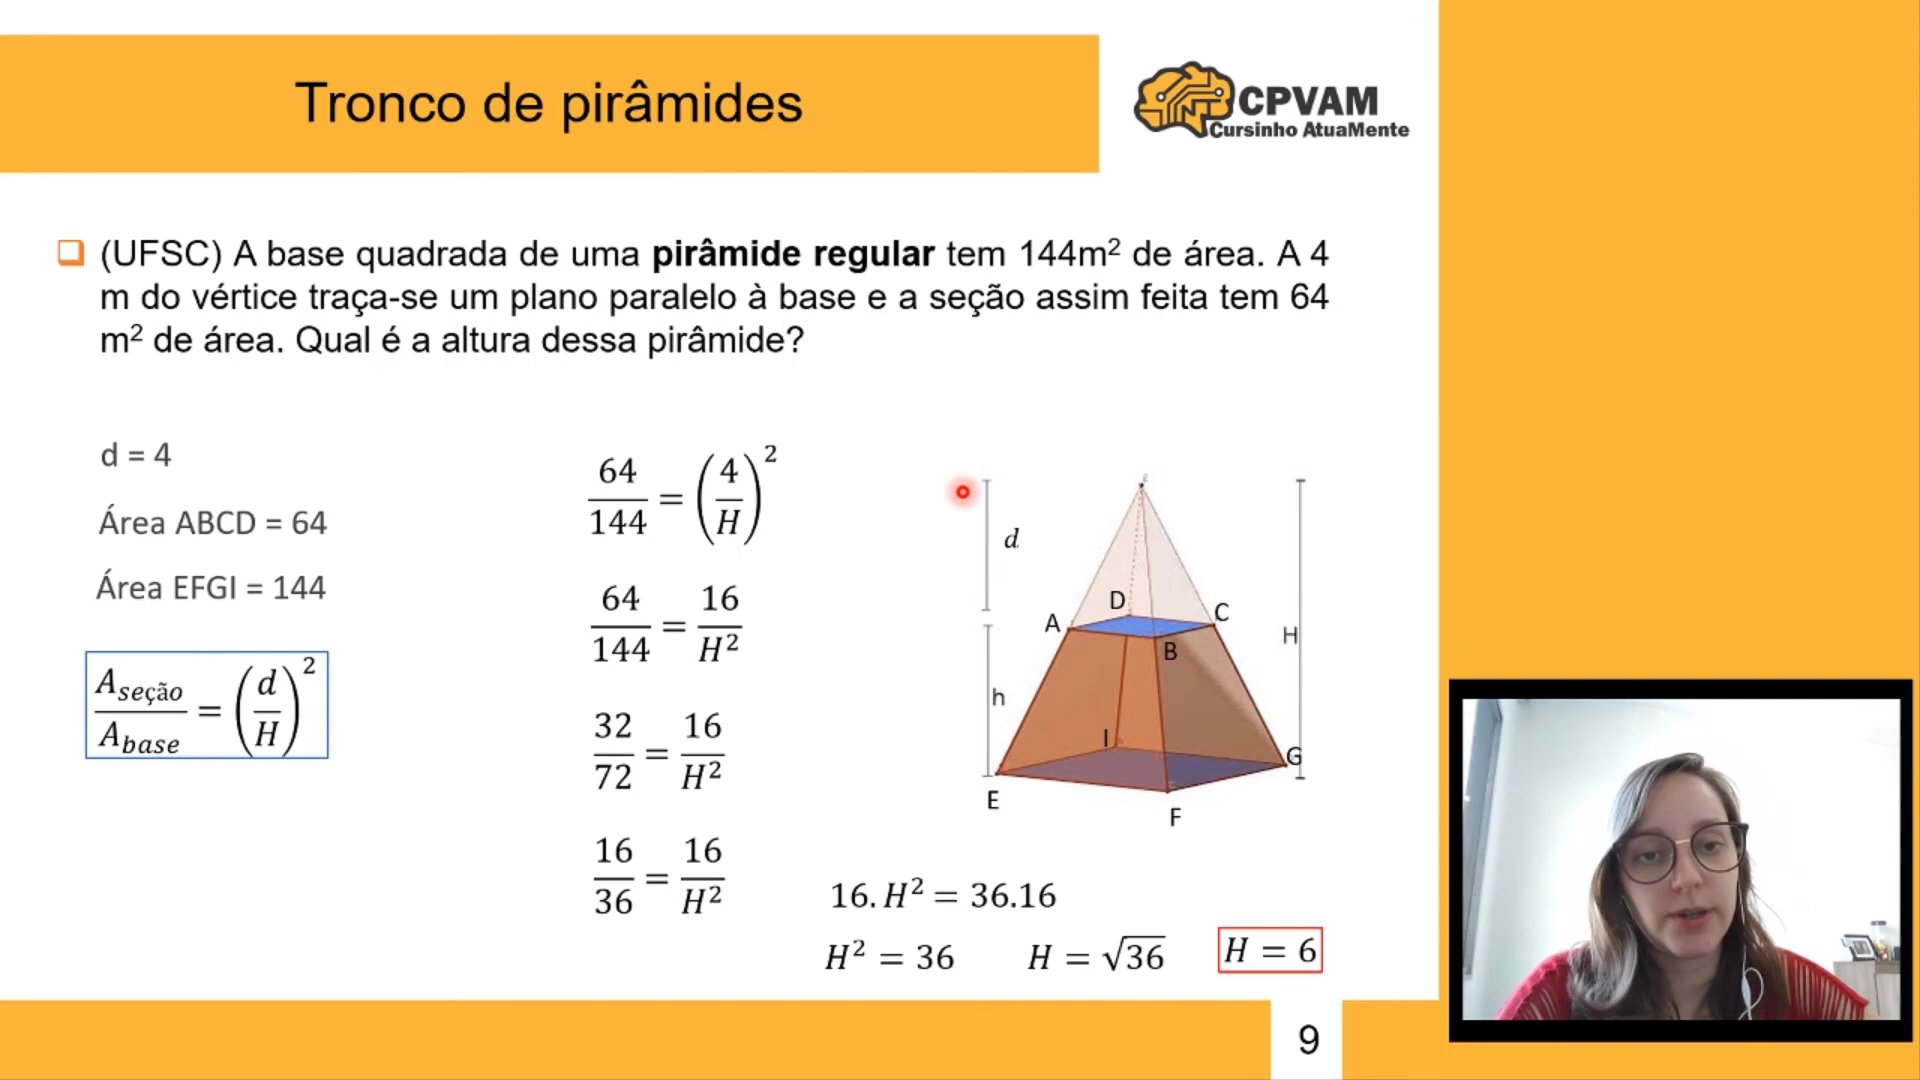 Tronco de pirâmides
CPVAM
Cursinho AtuaMente
(UFSC) A base quadrada de uma pirâmide regular tem 144m² de área. A 4
m do vértice traça-se um plano paralelo à base e a seção assim feita tem 64
m² de área. Qual é a altura dessa pirâmide?
d = 4
Área ABCD = 64
Área EFGI = 144
A_seção / A_base = (d/H)²
64/144 = (4/H)²
64/144 = 16/H²
32/72 = 16/H²
16/36 = 16/H²
d
D
A
C
B
H
h
I
G
E
F
16. H² = 36.16
H² = 36
H = √36
H = 6
9